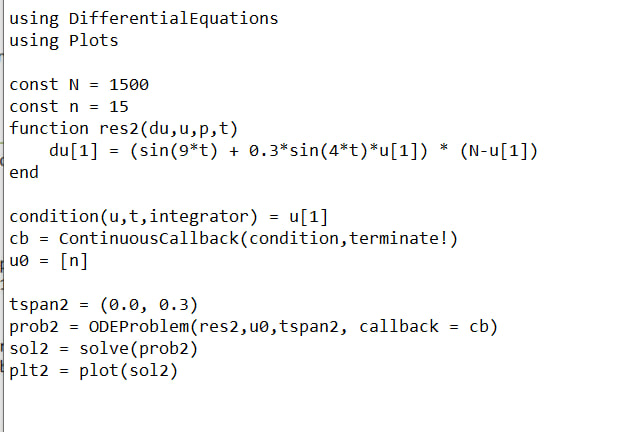 using DifferentialEquations
using Plots

const N = 1500
const n = 15
function res2(du,u,p,t)
    du[1] = (sin(9*t) + 0.3*sin(4*t)*u[1]) * (N-u[1])
end

condition(u,t,integrator) = u[1]
cb = ContinuousCallback(condition,terminate!)
u0 = [n]

tspan2 = (0.0, 0.3)
prob2 = ODEProblem(res2,u0,tspan2, callback = cb)
sol2 = solve(prob2)
plt2 = plot(sol2)